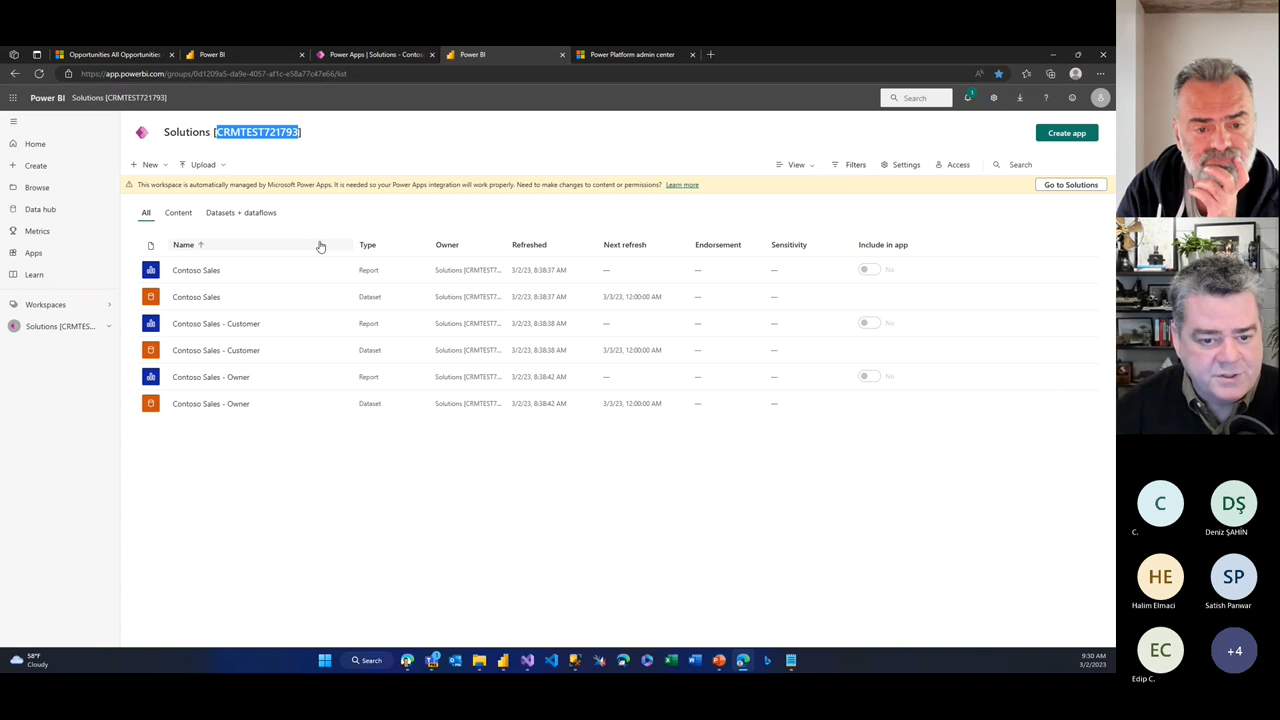 Opportunities All Opportunities
Power BI
Power Apps | Solutions - Contos
Power BI
Power Platform admin center
https://app.powerbi.com/groups/0d1209a5-da9e-4057-af1c-e58a77c47e66/list
Power BI Solutions [CRMTEST721793]
Search
1
Home
Create
Browse
Data hub
Metrics
Apps
Learn
Workspaces
Solutions [CRMTES...
Solutions [CRMTEST721793]
Create app
New
Upload
View
Filters
Settings
Access
Search
This workspace is automatically managed by Microsoft Power Apps. It is needed so your Power Apps integration will work properly. Need to make changes to content or permissions? Learn more
Go to Solutions
All Content Datasets + dataflows
Name Type Owner Refreshed Next refresh Endorsement Sensitivity Include in app
Contoso Sales Report Solutions [CRMTEST7... 3/2/23, 8:38:37 AM — — — No
Contoso Sales Dataset Solutions [CRMTEST7... 3/2/23, 8:38:37 AM 3/3/23, 12:00:00 AM — —
Contoso Sales - Customer Report Solutions [CRMTEST7... 3/2/23, 8:38:38 AM — — — No
Contoso Sales - Customer Dataset Solutions [CRMTEST7... 3/2/23, 8:38:38 AM 3/3/23, 12:00:00 AM — —
Contoso Sales - Owner Report Solutions [CRMTEST7... 3/2/23, 8:38:42 AM — — — No
Contoso Sales - Owner Dataset Solutions [CRMTEST7... 3/2/23, 8:38:42 AM 3/3/23, 12:00:00 AM — —
58°F
Cloudy
Search
9:30 AM
3/2/2023
C
C.
DŞ
Deniz ŞAHİN
HE
Halim Elmaci
SP
Satish Panwar
EC
Edip C.
+4